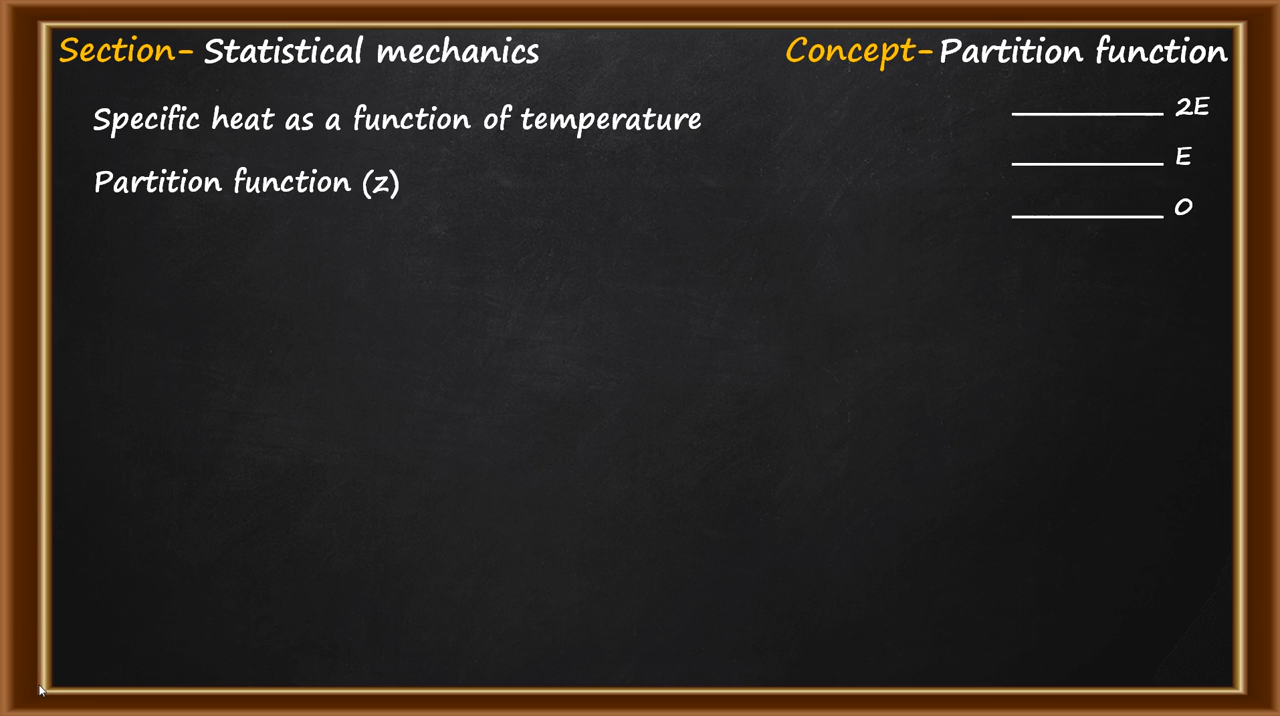 Section- Statistical mechanics
Concept- Partition function
Specific heat as a function of temperature
Partition function (z)
2E
E
0